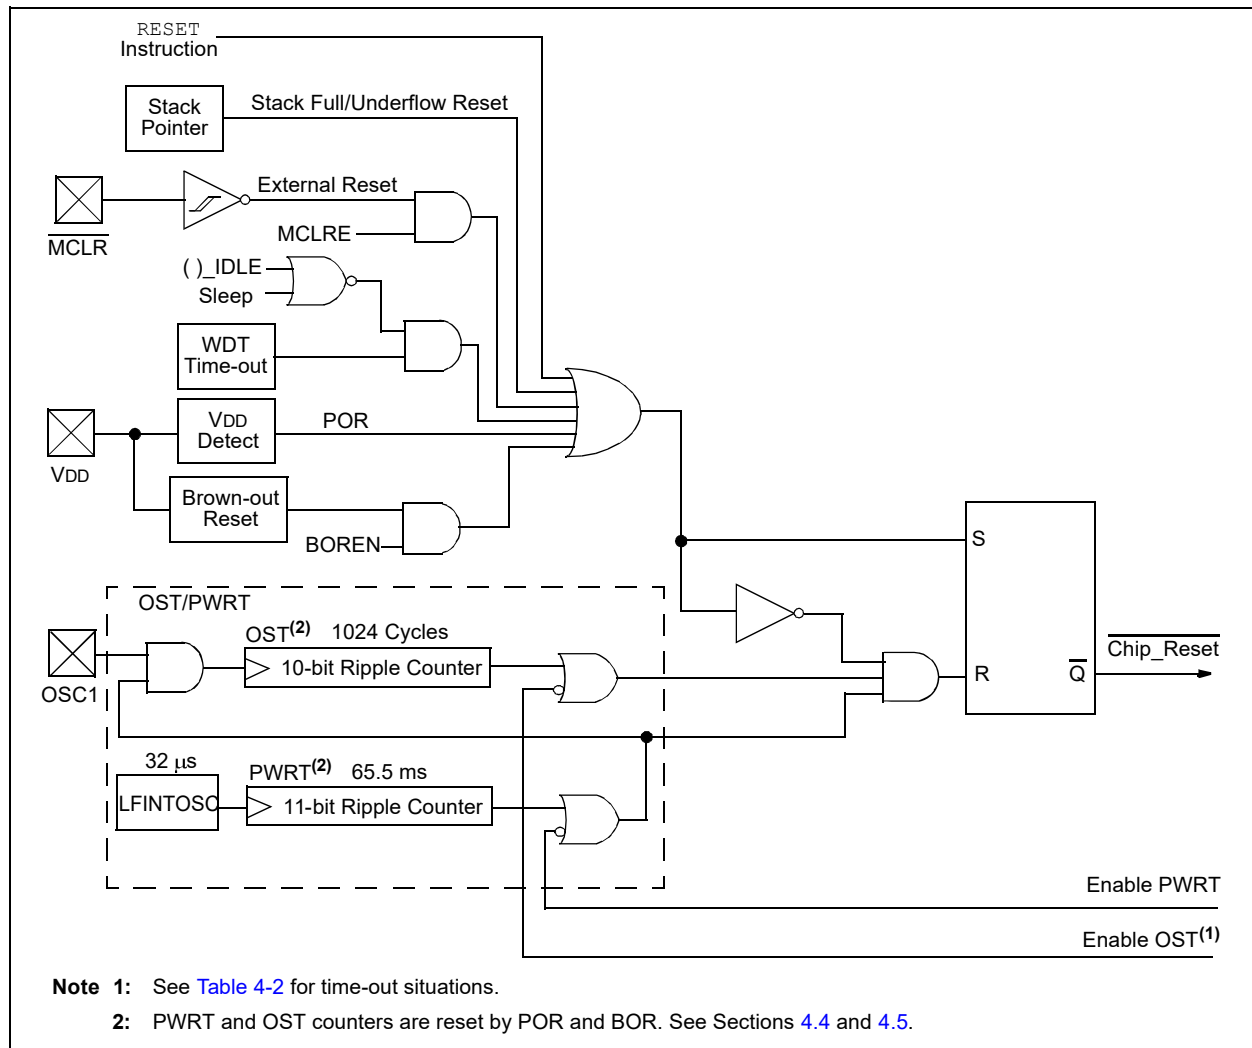 RESET
Instruction
Stack
Pointer
Stack Full/Underflow Reset
External Reset
MCLR
MCLRE
( )_IDLE
Sleep
WDT
Time-out
VDD
Detect
POR
VDD
Brown-out
Reset
BOREN
S
OST/PWRT
OST(2) 1024 Cycles
10-bit Ripple Counter
OSC1
Chip_Reset
R
Q
32 μs
PWRT(2) 65.5 ms
LFINTOSC
11-bit Ripple Counter
Enable PWRT
Enable OST(1)
Note 1: See Table 4-2 for time-out situations.
2: PWRT and OST counters are reset by POR and BOR. See Sections 4.4 and 4.5.